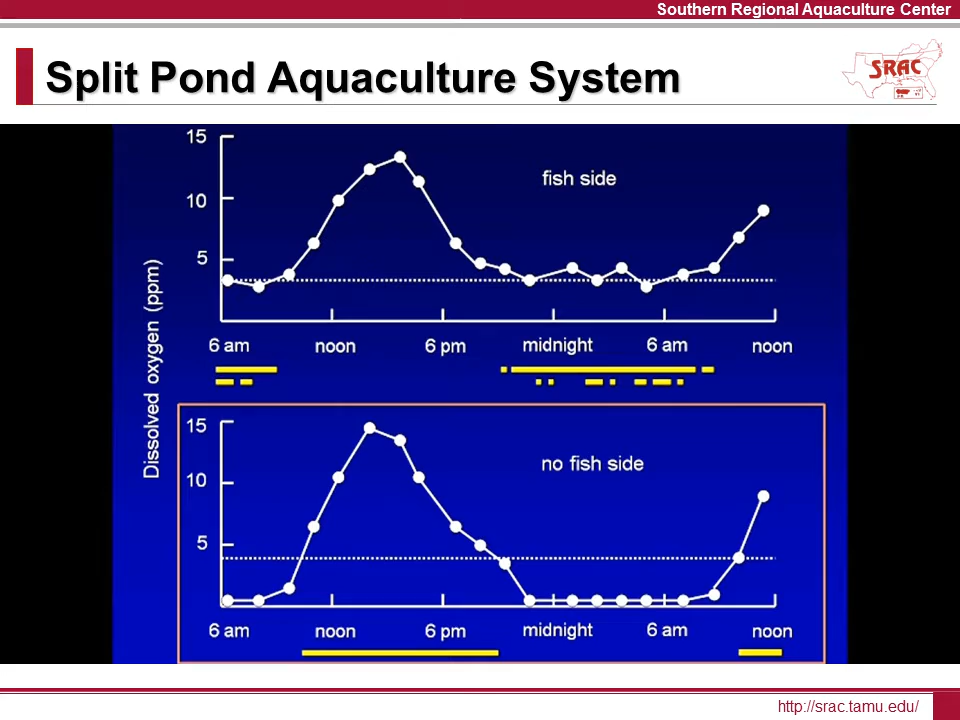 Southern Regional Aquaculture Center
Split Pond Aquaculture System
SRAC
Dissolved oxygen (ppm)
15
10
5
fish side
6 am noon 6 pm midnight 6 am noon
15
10
5
no fish side
6 am noon 6 pm midnight 6 am noon
http://srac.tamu.edu/